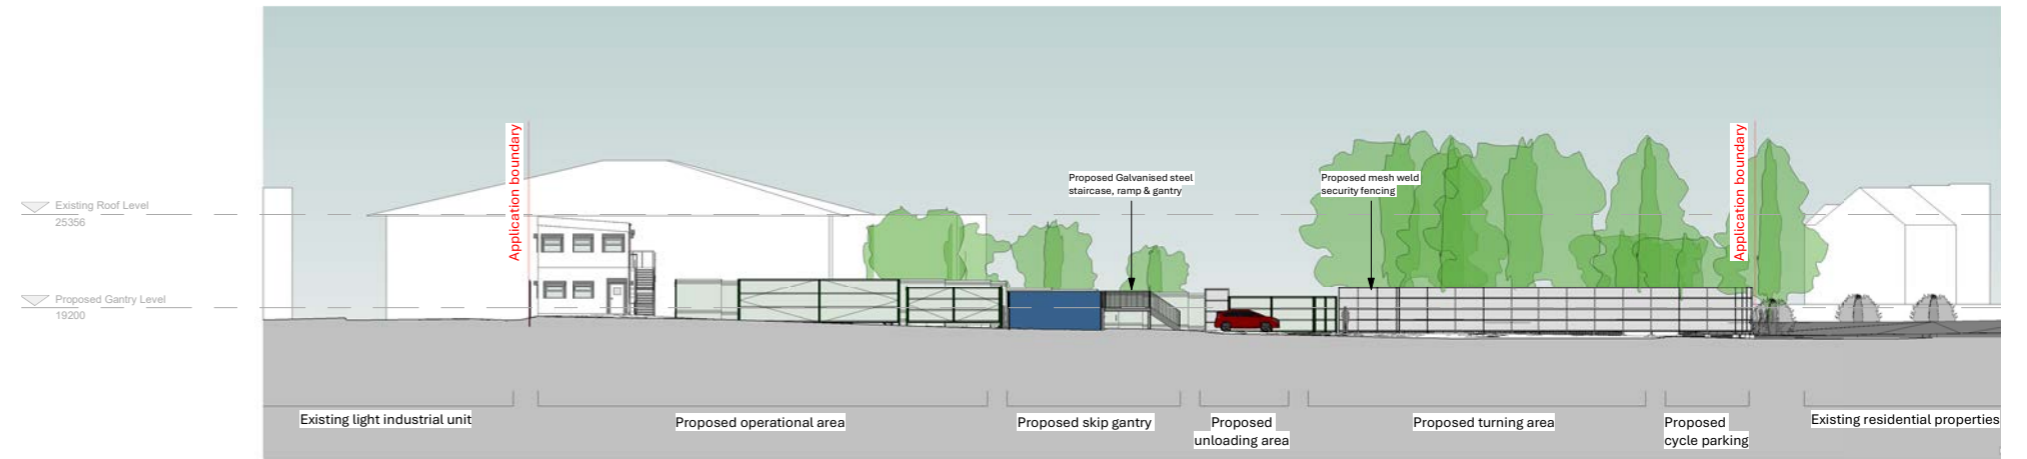 Existing Roof Level
25356
Proposed Gantry Level
19200
Application boundary
Proposed Galvanised steel
staircase, ramp & gantry
Proposed mesh weld
security fencing
Application boundary
Existing light industrial unit
Proposed operational area
Proposed skip gantry
Proposed
unloading area
Proposed turning area
Proposed
cycle parking
Existing residential properties